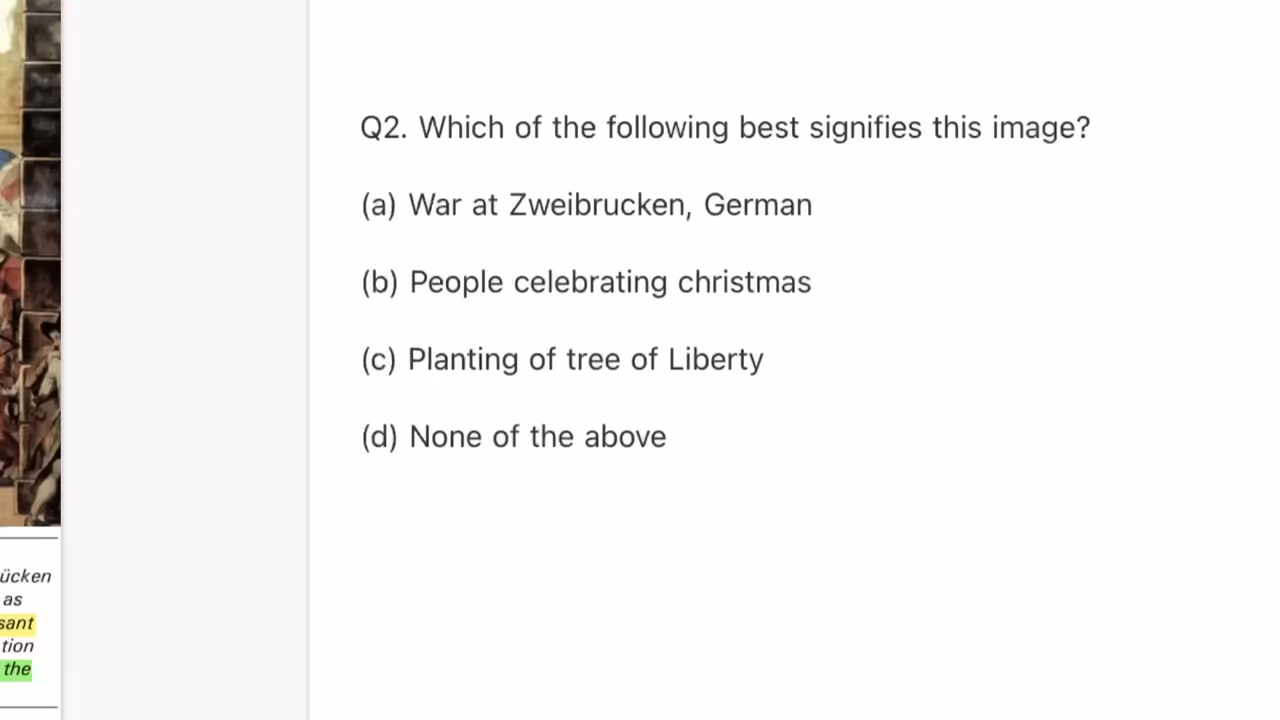 Q2. Which of the following best signifies this image?
(a) War at Zweibrucken, German
(b) People celebrating christmas
(c) Planting of tree of Liberty
(d) None of the above
ücken
as
sant
tion
the